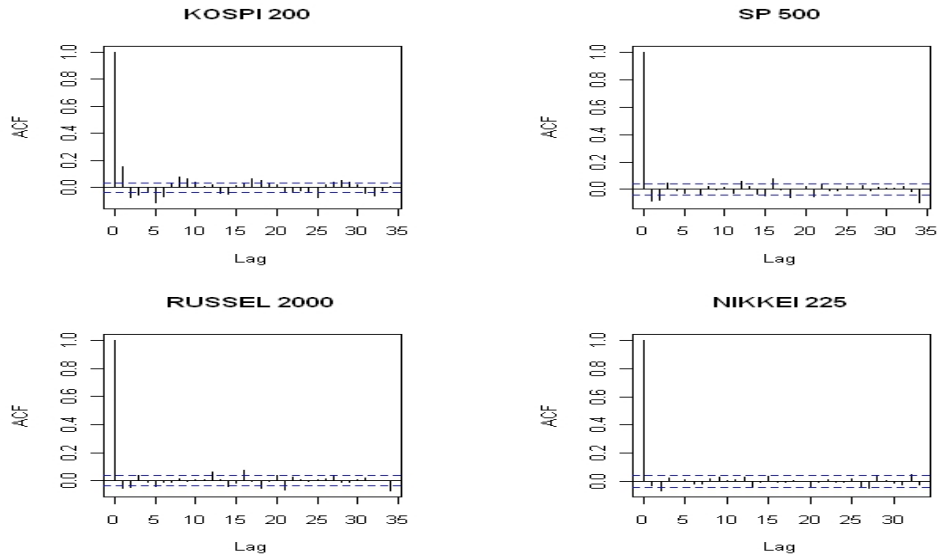 KOSPI 200
ACF
0.0 0.2 0.4 0.6 0.8 1.0
0 5 10 15 20 25 30 35
Lag
SP 500
ACF
0.0 0.2 0.4 0.6 0.8 1.0
0 5 10 15 20 25 30 35
Lag
RUSSEL 2000
ACF
0.0 0.2 0.4 0.6 0.8 1.0
0 5 10 15 20 25 30 35
Lag
NIKKEI 225
ACF
0.0 0.2 0.4 0.6 0.8 1.0
0 5 10 15 20 25 30
Lag